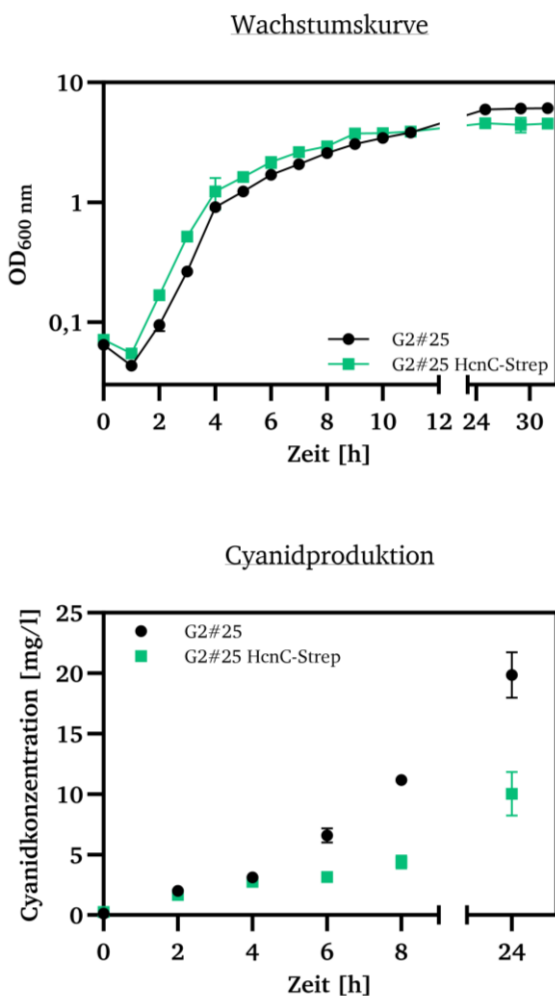 Wachstumskurve
10
1
0,1
OD600 nm
G2#25
G2#25 HcnC-Strep
0 2 4 6 8 10 12 24 30
Zeit [h]
Cyanidproduktion
25
20
15
10
5
0
Cyanidkonzentration [mg/l]
G2#25
G2#25 HcnC-Strep
0 2 4 6 8 24
Zeit [h]